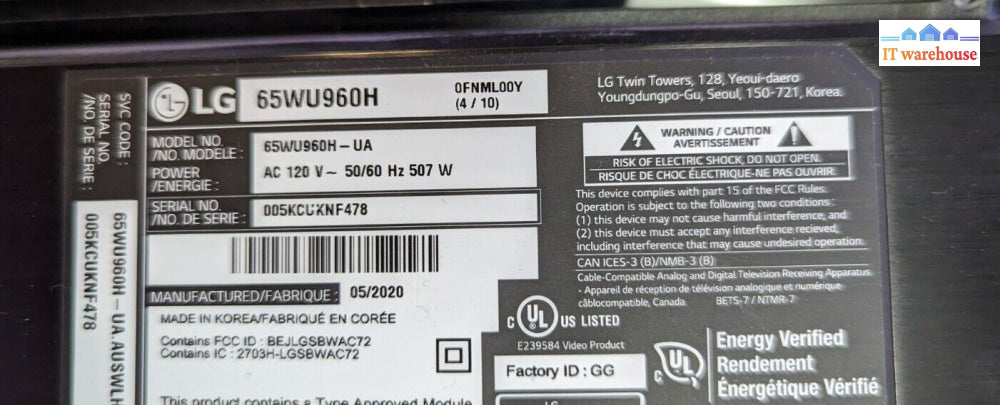 IT warehouse
SVC CODE :
SERIAL NO.
/NO. DE SÉRIE :
65WU960H-UA.AUSWLH
005KCUKNF478
LG
65WU960H
0FNML00Y
(4 / 10)
LG Twin Towers, 128, Yeoui-daero
Youngdungpo-Gu, Seoul, 150-721, Korea.
MODEL NO.
/NO. MODELE :
65WU960H-UA
POWER
/ENERGIE :
AC 120 V~ 50/60 Hz 507 W
SERIAL NO.
/NO. DE SERIE :
005KCUKNF478
MANUFACTURED/FABRIQUE : 05/2020
MADE IN KOREA/FABRIQUÉ EN CORÉE
Contains FCC ID : BEJLGSBWAC72
Contains IC : 2703H-LGSBWAC72
This product contains a Type Approved Module
WARNING / CAUTION
AVERTISSEMENT
RISK OF ELECTRIC SHOCK, DO NOT OPEN.
RISQUE DE CHOC ÉLECTRIQUE-NE PAS OUVRIR.
This device complies with part 15 of the FCC Rules.
Operation is subject to the following two conditions:
(1) this device may not cause harmful interference, and
(2) this device must accept any interference recieved,
including interference that may cause undesired operation.
CAN ICES-3 (B)/NMB-3 (B)
Cable-Compatible Analog and Digital Television Receiving Apparatus
- Appareil de réception de télévision analogique et numérique
câblocompatible, Canada. BETS-7 / NTMR-7
C UL US LISTED
E239584 Video Product
Factory ID : GG
LG
C UL
Energy Verified
Rendement
Énergétique Vérifié